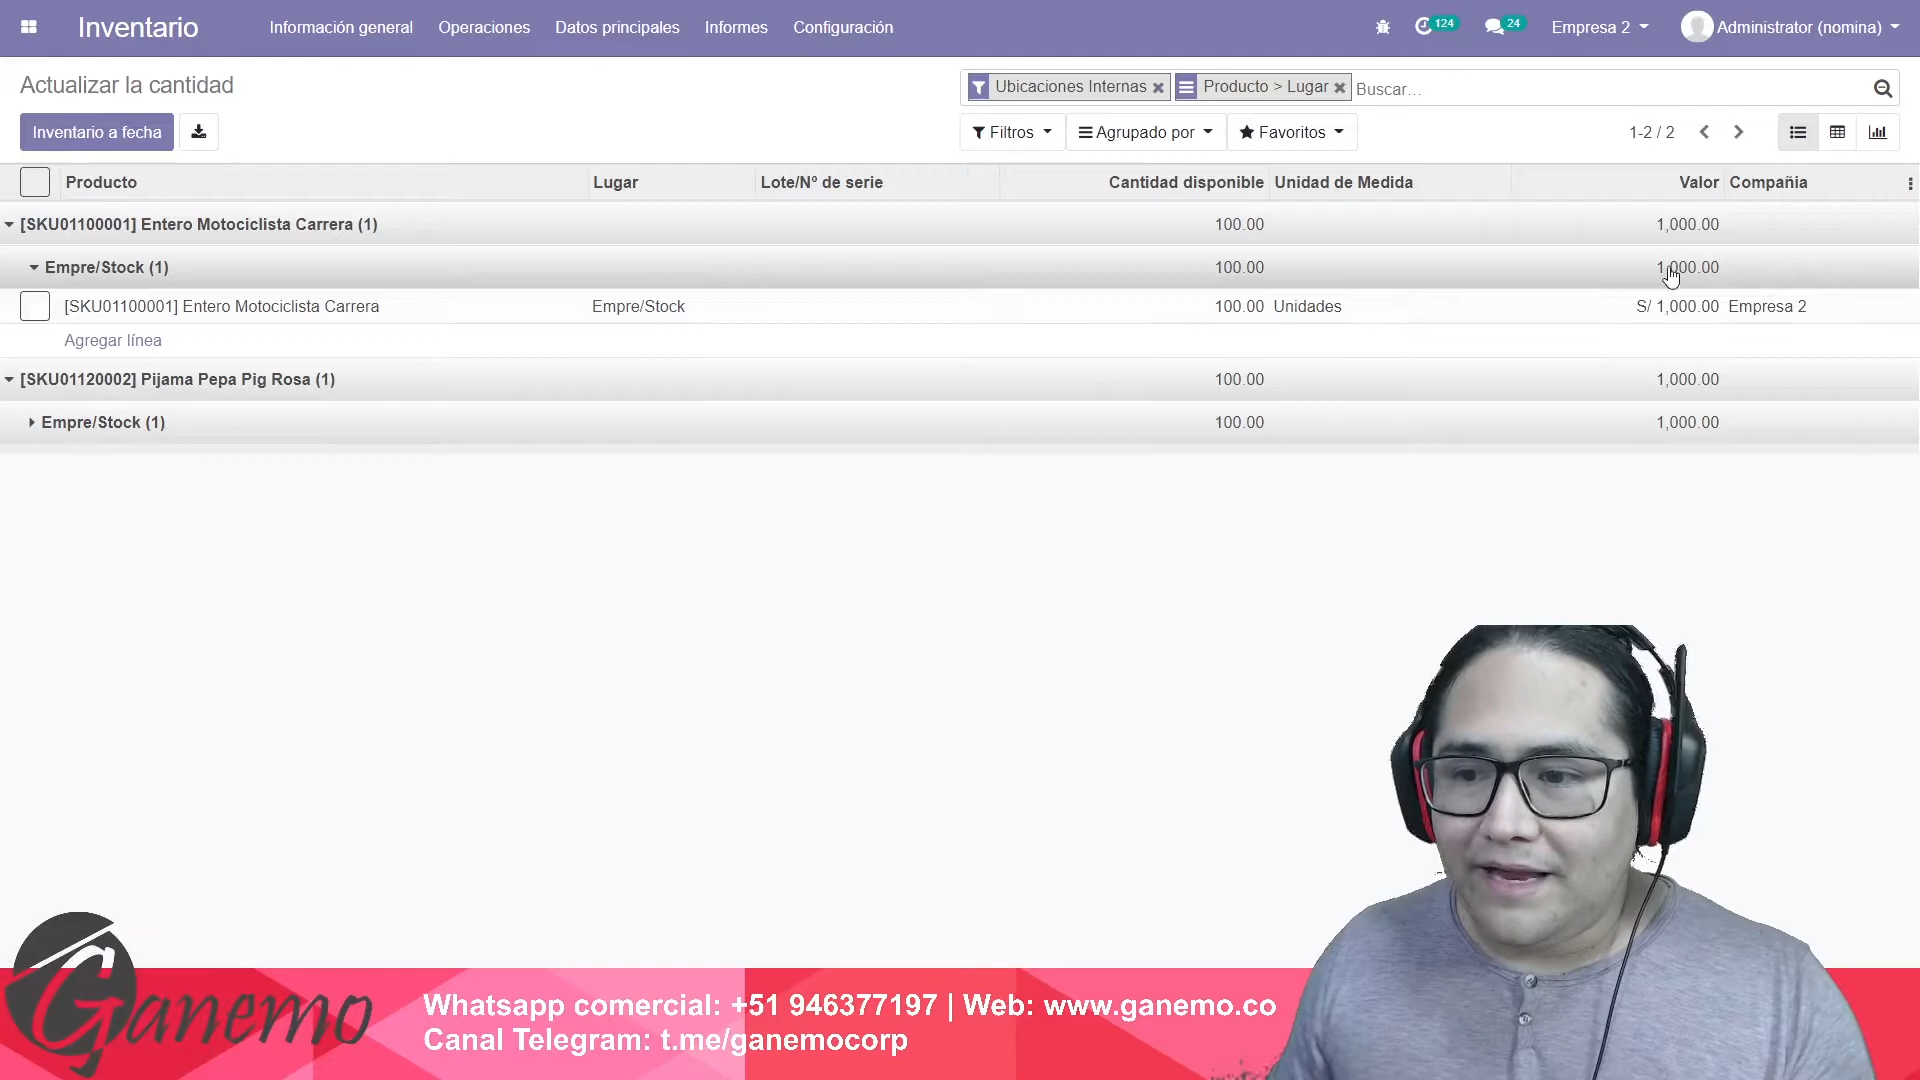 Inventario
Información general
Operaciones
Datos principales
Informes
Configuración
124
24
Empresa 2
Administrator (nomina)
Actualizar la cantidad
Ubicaciones Internas
Producto > Lugar
Buscar...
Inventario a fecha
Filtros
Agrupado por
Favoritos
1-2 / 2
Producto Lugar Lote/Nº de serie Cantidad disponible Unidad de Medida Valor Compañia
[SKU01100001] Entero Motociclista Carrera (1) 100.00 1,000.00
Empre/Stock (1) 100.00 1,000.00
[SKU01100001] Entero Motociclista Carrera Empre/Stock 100.00 Unidades S/ 1,000.00 Empresa 2
Agregar línea
[SKU01120002] Pijama Pepa Pig Rosa (1) 100.00 1,000.00
Empre/Stock (1) 100.00 1,000.00
Ganemo
Whatsapp comercial: +51 946377197 | Web: www.ganemo.co
Canal Telegram: t.me/ganemocorp